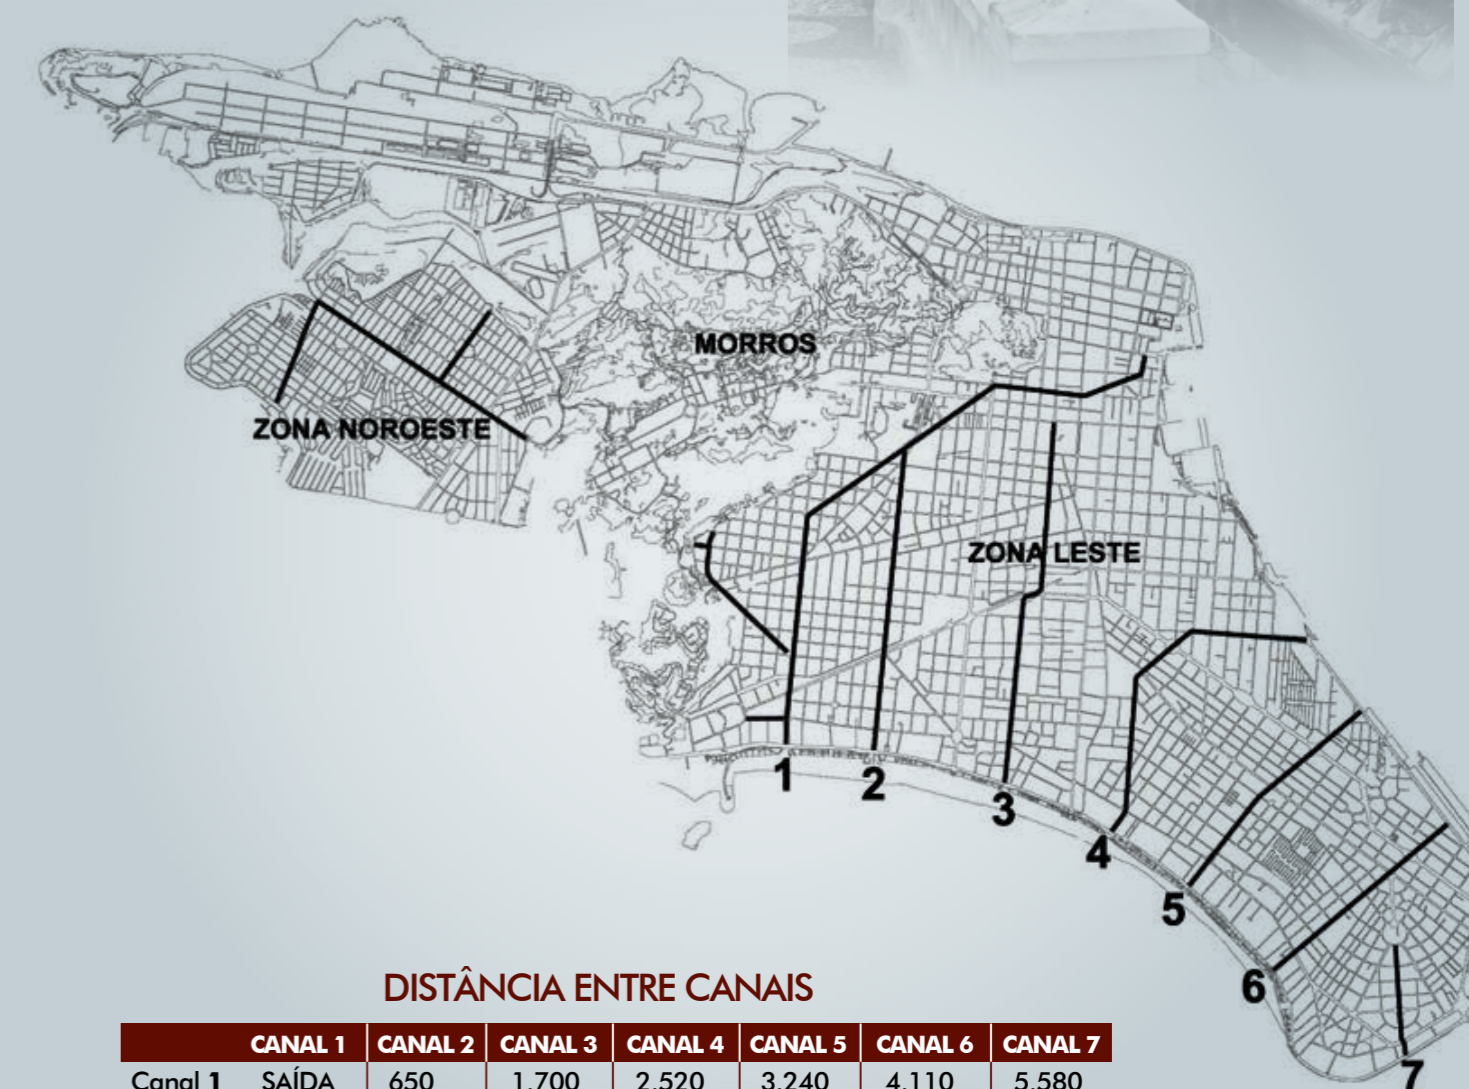 MORROS
ZONA NOROESTE
ZONA LESTE
1
2
3
4
5
6
7
DISTÂNCIA ENTRE CANAIS
CANAL 1 CANAL 2 CANAL 3 CANAL 4 CANAL 5 CANAL 6 CANAL 7
Canal 1 SAÍDA 650 1.700 2.520 3.240 4.110 5.580